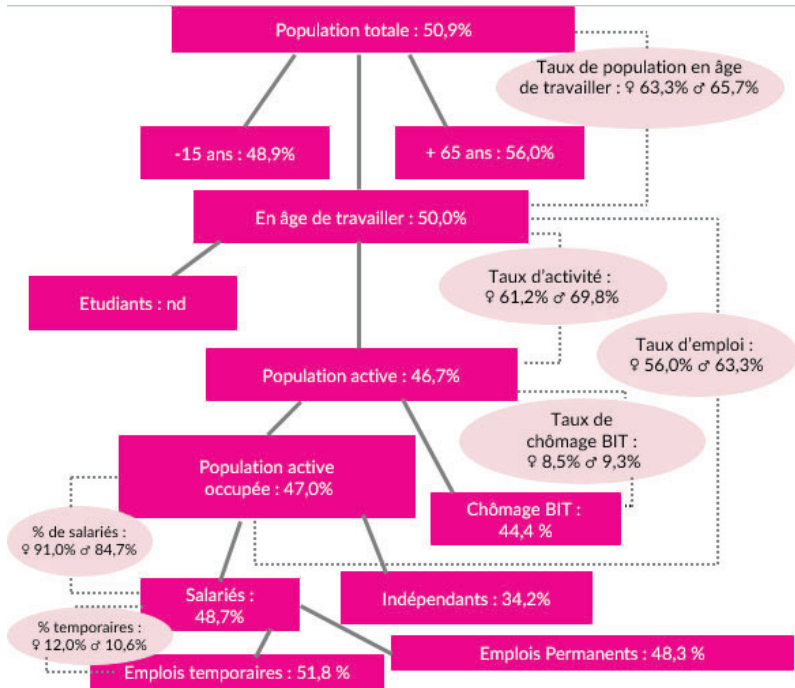 Population totale : 50,9%
Taux de population en âge
de travailler : ♀ 63,3% ♂ 65,7%
-15 ans : 48,9%
+ 65 ans : 56,0%
En âge de travailler : 50,0%
Etudiants : nd
Taux d'activité :
♀ 61,2% ♂ 69,8%
Taux d'emploi :
♀ 56,0% ♂ 63,3%
Population active : 46,7%
Taux de
chômage BIT :
♀ 8,5% ♂ 9,3%
Population active
occupée : 47,0%
Chômage BIT :
44,4 %
% de salariés :
♀ 91,0% ♂ 84,7%
Salariés :
48,7%
Indépendants : 34,2%
% temporaires :
♀ 12,0% ♂ 10,6%
Emplois temporaires : 51,8 %
Emplois Permanents : 48,3 %